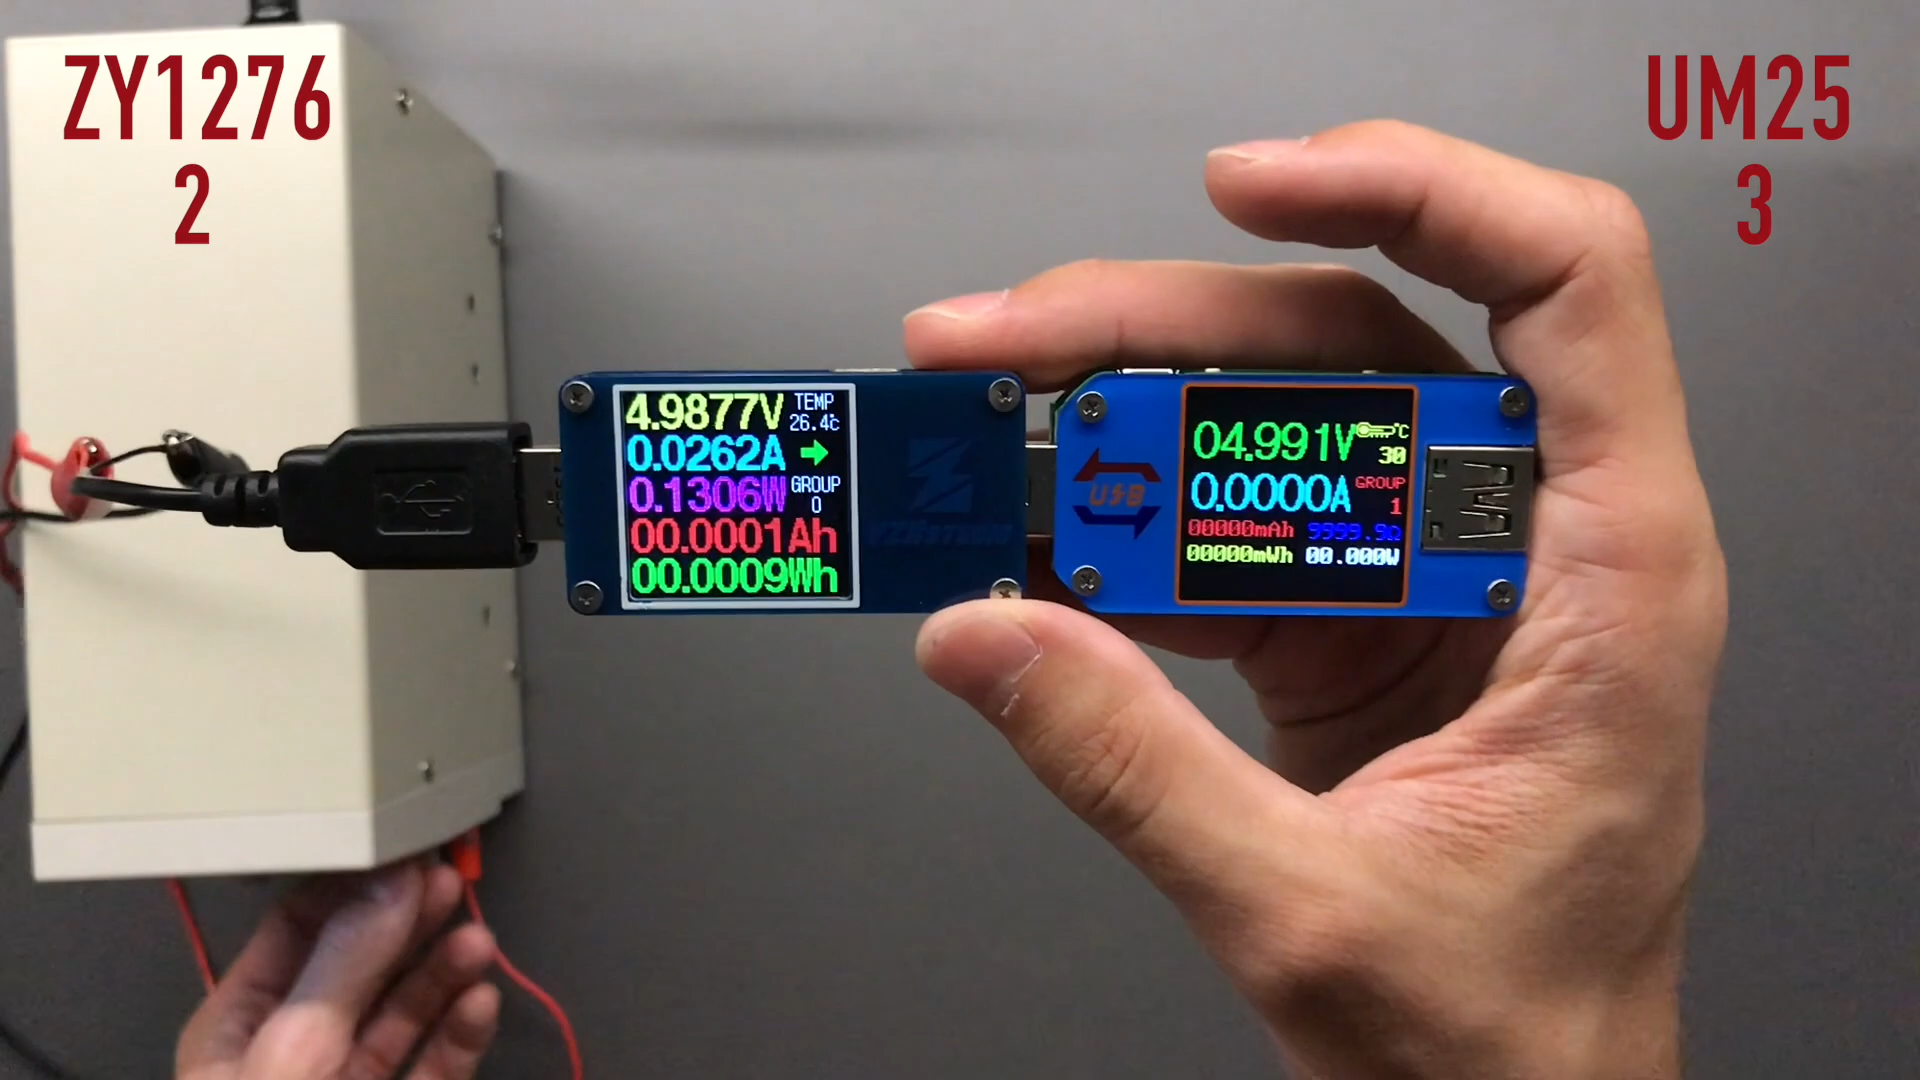 ZY1276
2
UM25
3
4.9877V
TEMP
26.4℃
0.0262A
0.1306W
GROUP
0
00.0001Ah
00.0009Wh
YZXstudio
USB
04.991V
℃
30
0.0000A
GROUP
1
00000mAh 9999.9Ω
00000mWh 00.000W